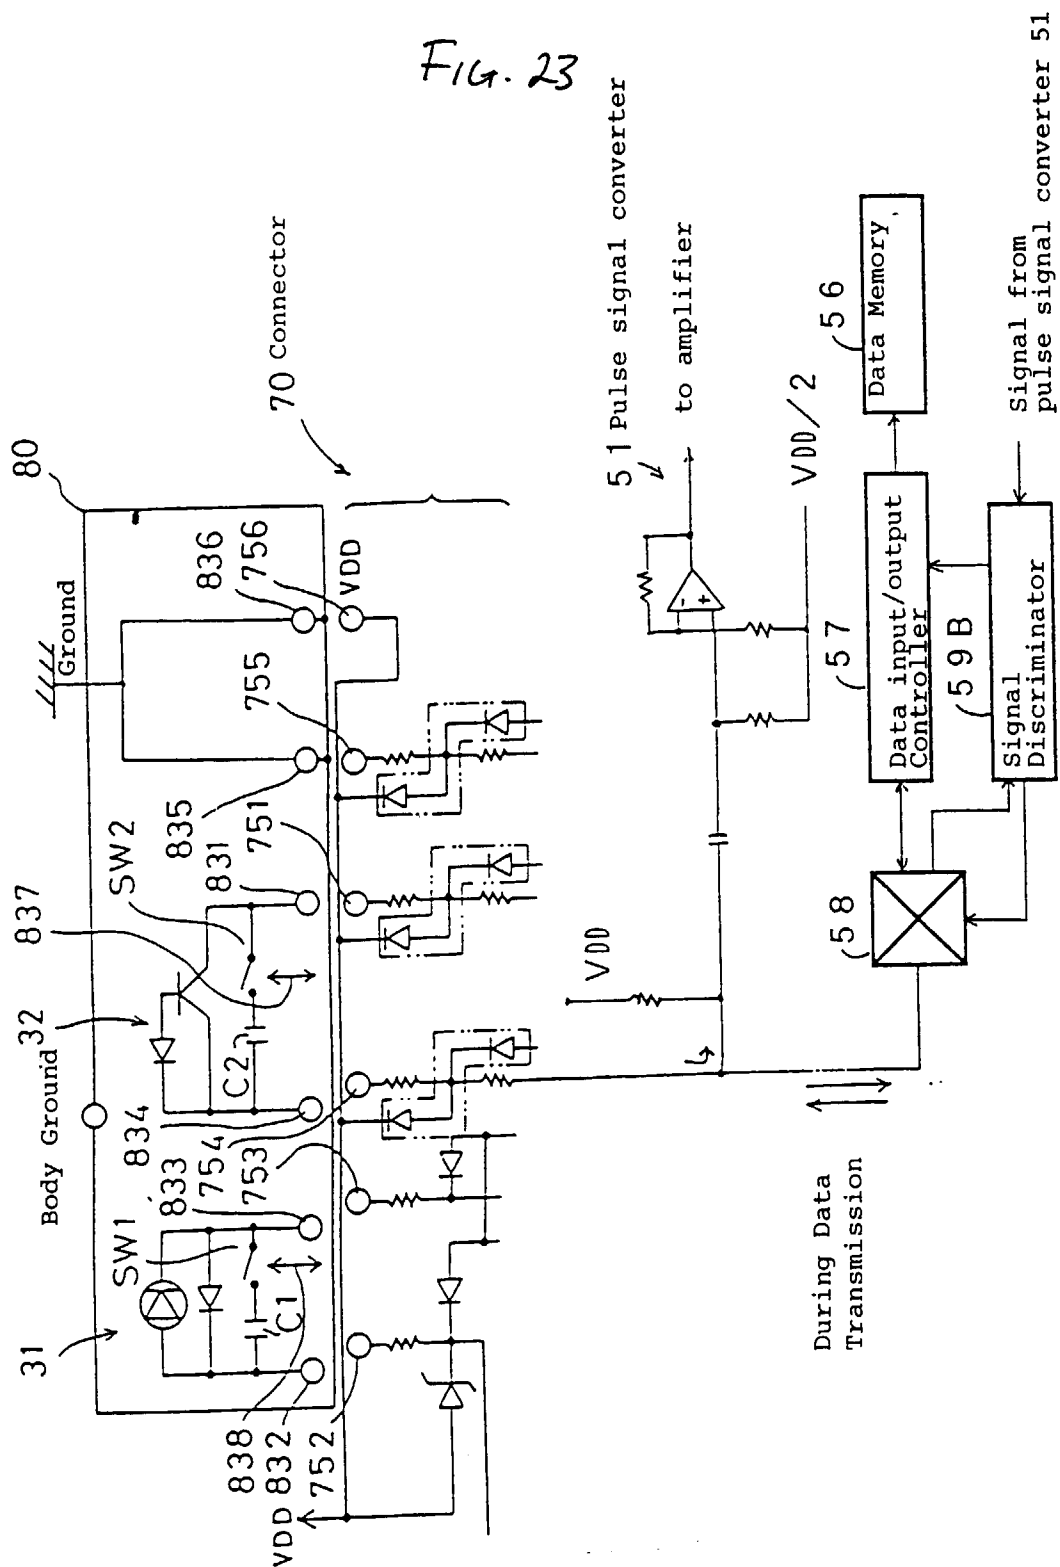 FIG. 23
80
Ground
70 Connector
Body Ground
32
837
SW2
831
835
836
756
755
751
VDD
31
SW1
833
834
754
753
C1
C2
838
832
752
VDD
51 Pulse signal converter
to amplifier
VDD
VDD/2
During Data
Transmission
58
57
Data input/output
Controller
56
Data Memory
59B
Signal
Discriminator
Signal from
pulse signal converter 51